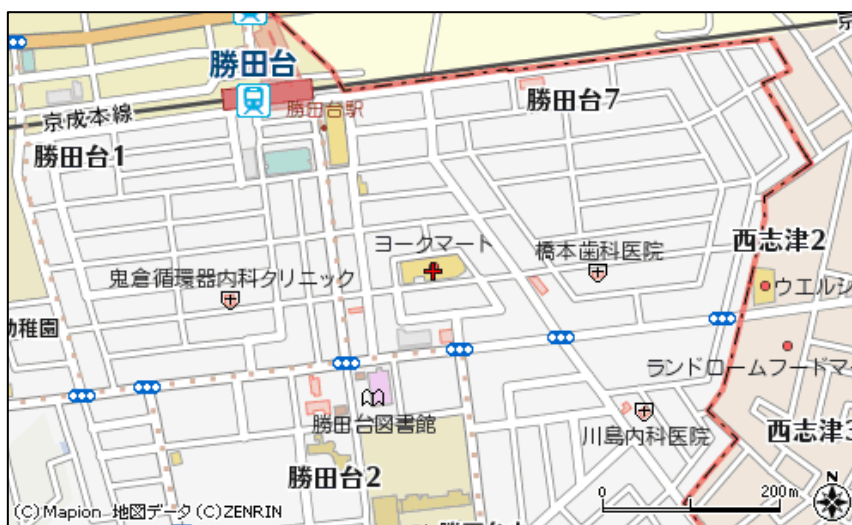 京
勝田台
勝田台7
勝田台駅
京成本線
勝田台1
ヨークマート
橋本歯科医院
西志津2
鬼倉循環器内科クリニック
ウエルシ
幼稚園
ランドロームフードマ
勝田台図書館
川島内科医院
西志津3
勝田台2
N
0
200m
(C)Mapion 地図データ(C)ZENRIN